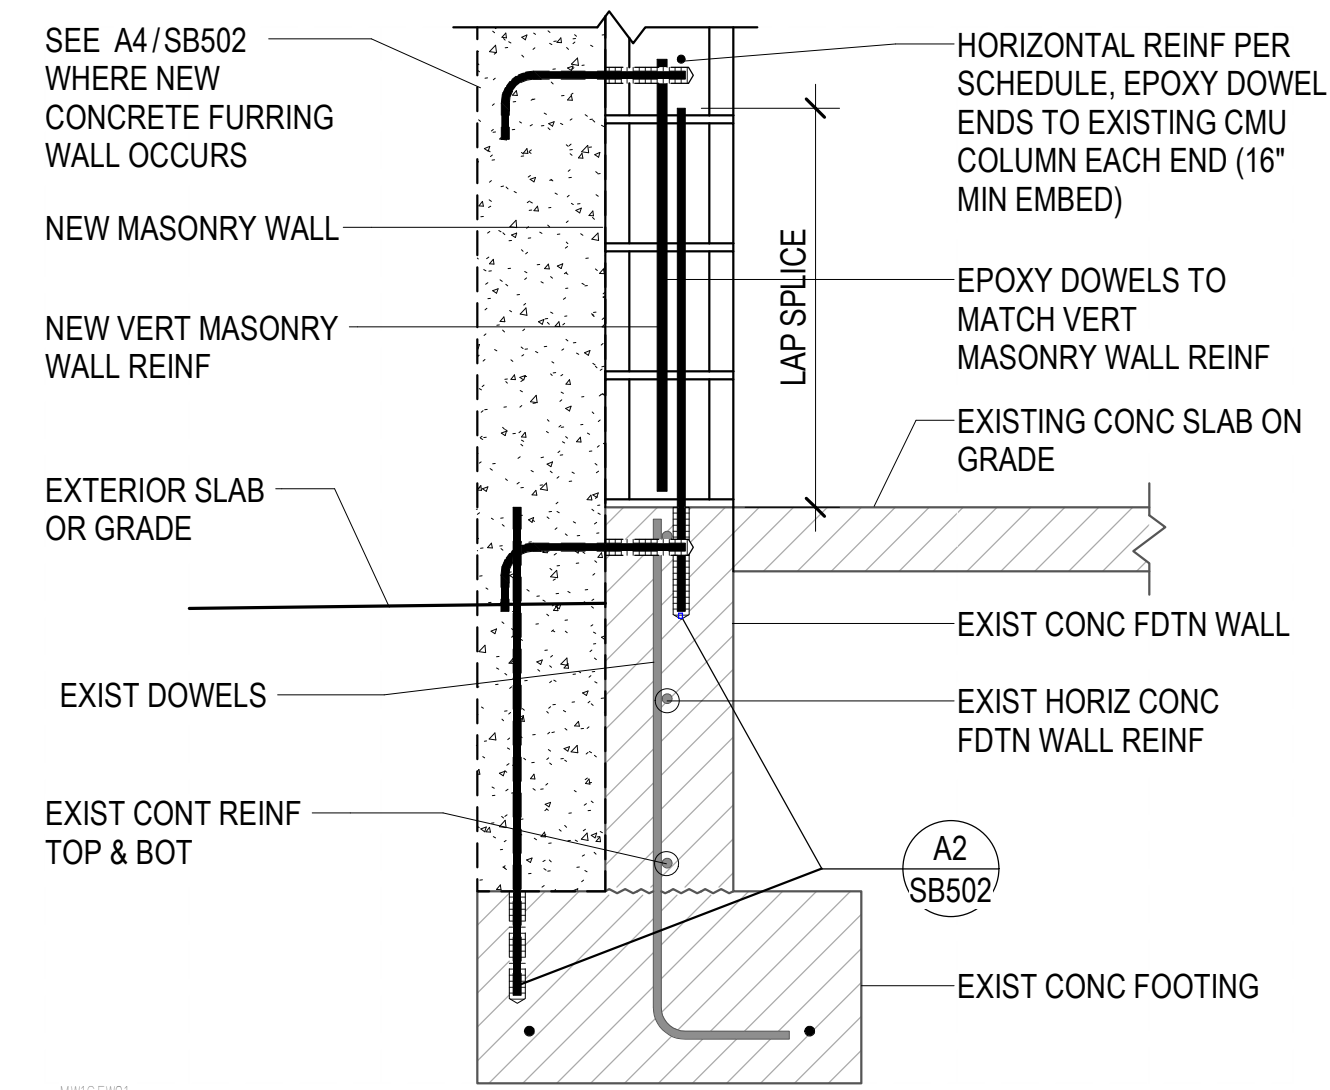 SEE A4/SB502
WHERE NEW
CONCRETE FURRING
WALL OCCURS
NEW MASONRY WALL
NEW VERT MASONRY
WALL REINF
EXTERIOR SLAB
OR GRADE
EXIST DOWELS
EXIST CONT REINF
TOP & BOT
LAP SPLICE
HORIZONTAL REINF PER
SCHEDULE, EPOXY DOWEL
ENDS TO EXISTING CMU
COLUMN EACH END (16"
MIN EMBED)
EPOXY DOWELS TO
MATCH VERT
MASONRY WALL REINF
EXISTING CONC SLAB ON
GRADE
EXIST CONC FDTN WALL
EXIST HORIZ CONC
FDTN WALL REINF
A2
SB502
EXIST CONC FOOTING